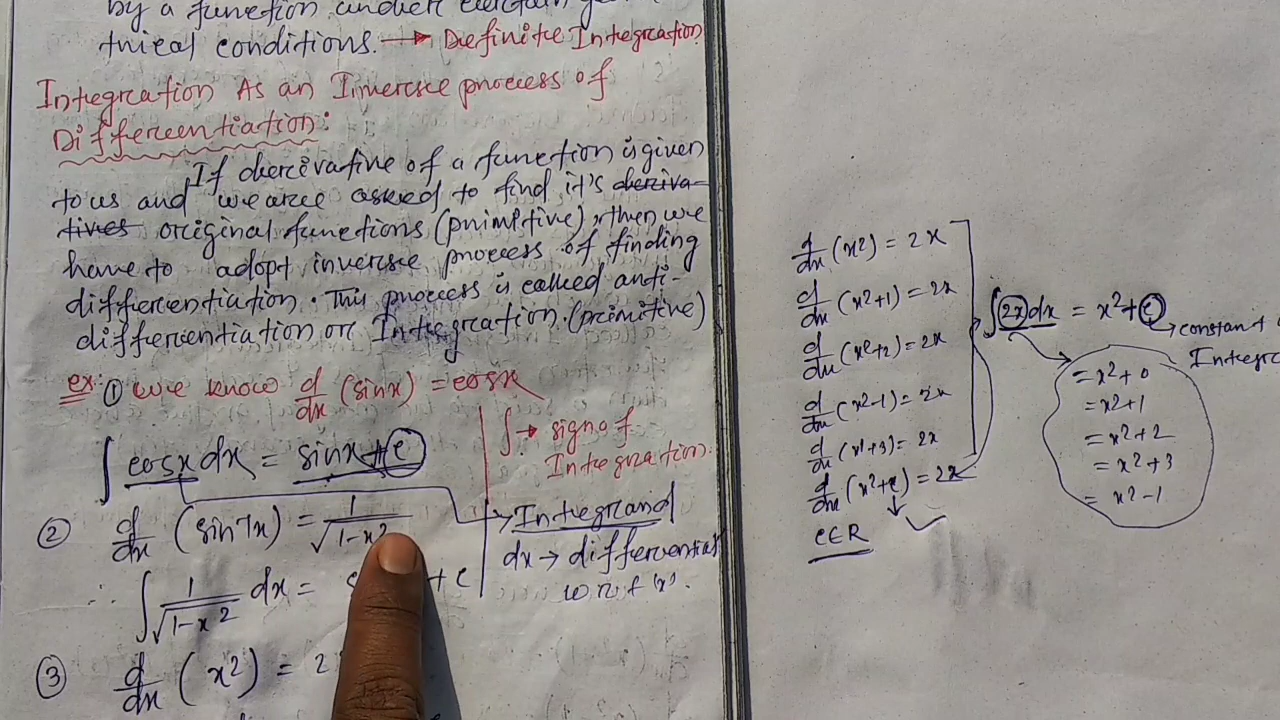 by a function under certain
trical conditions. → Definite Integration
Integration As an Inverse process of
Differentiation:
If derivative of a function is given
to us and we are asked to find it's deriva-
tives original functions (primitive), then we
have to adopt inverse process of finding
differentiation. This process is called anti-
differentiation or Integration. (primitive)
ex: ① we know d/dx (sinx) = cosx
∫ cosx dx = sinx + c
∫ → sign of
Integration.
② d/dx (sin⁻¹x) = 1/√1-x²
→ Integrand
dx → differential
w.r.t 'x'.
∴ ∫ 1/√1-x² dx = + c
③ d/dx (x²) = 2
d/dx (x²) = 2x
d/dx (x²+1) = 2x
d/dx (x²+2) = 2x
d/dx (x²-1) = 2x
d/dx (x²+3) = 2x
d/dx (x²+c) = 2x
c∈R
∫ 2x dx = x² + c
→ constant
Integr
= x²+0
= x²+1
= x²+2
= x²+3
= x²-1